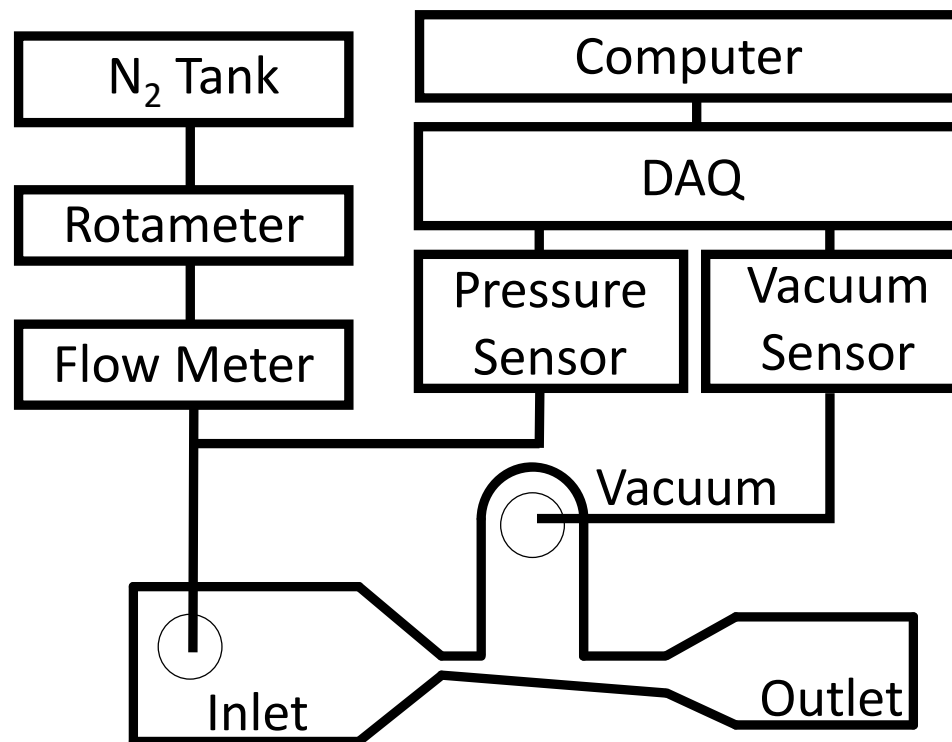 N₂ Tank
Rotameter
Flow Meter
Computer
DAQ
Pressure
Sensor
Vacuum
Sensor
Vacuum
Inlet
Outlet